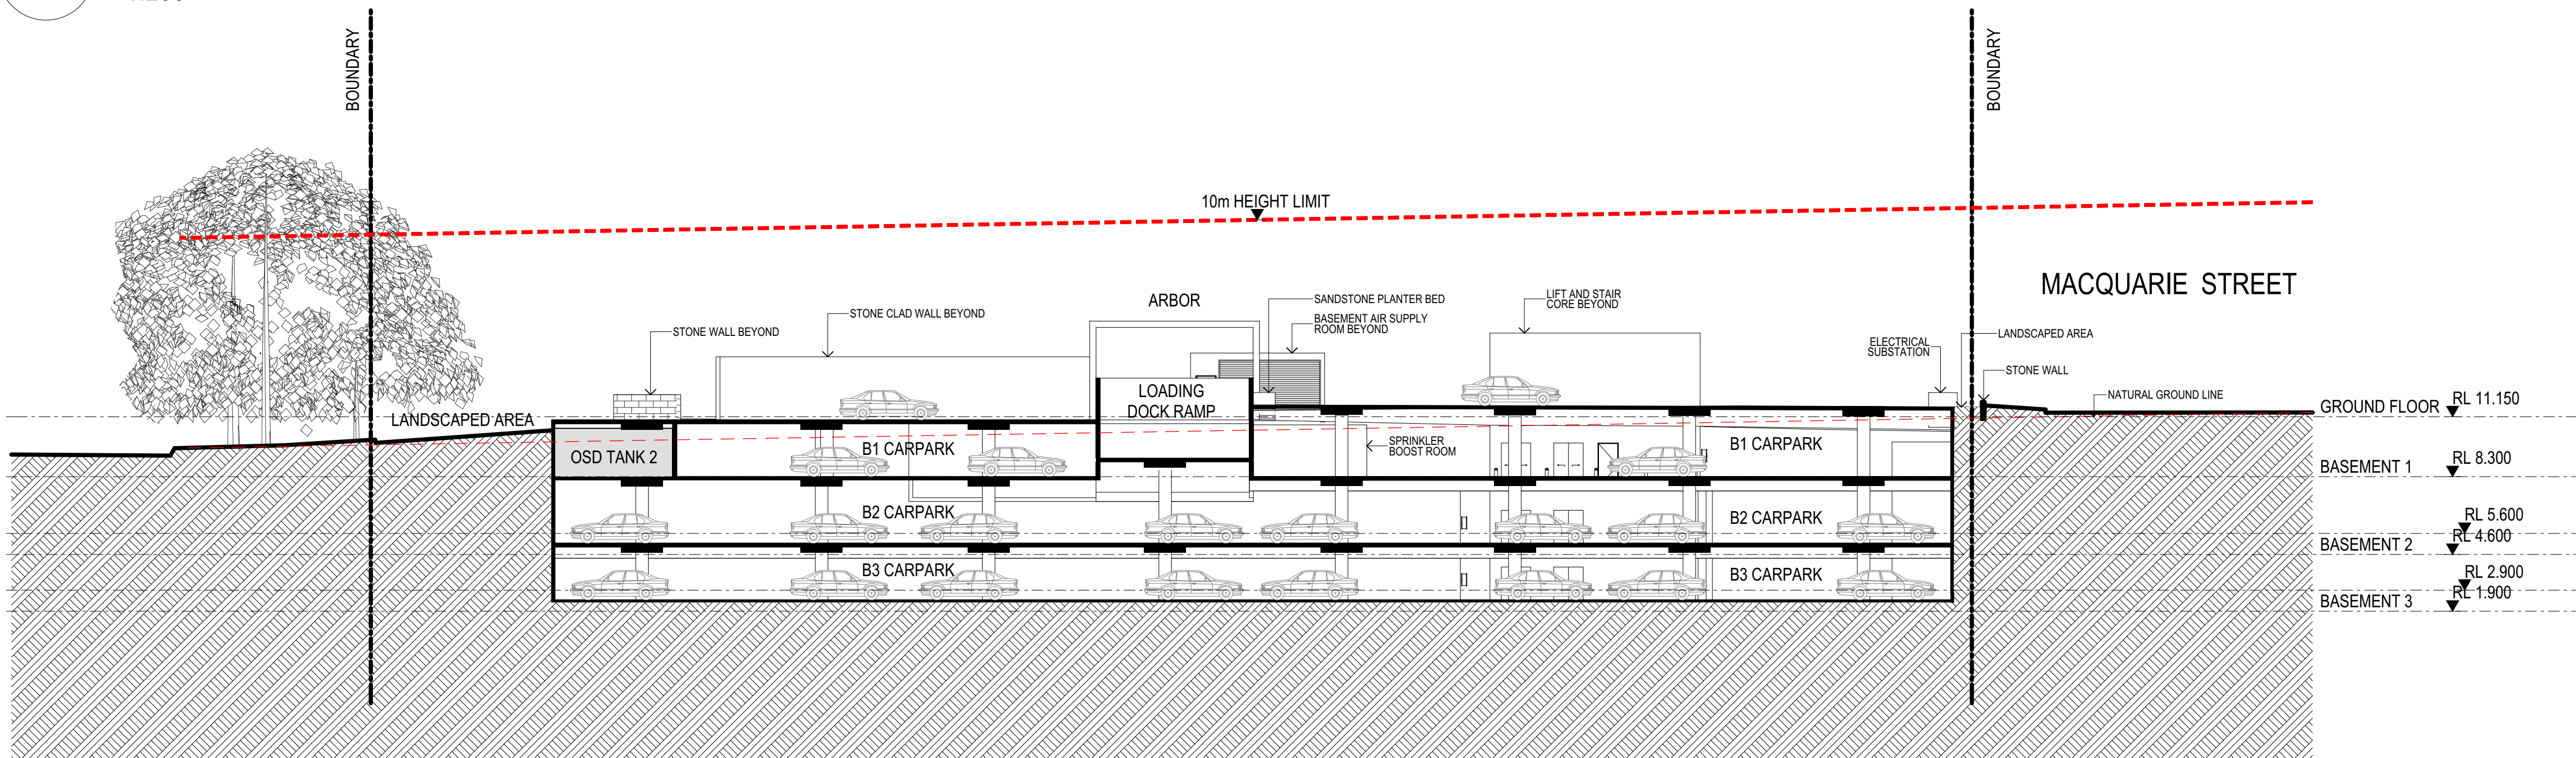 BOUNDARY
BOUNDARY
10m HEIGHT LIMIT
MACQUARIE STREET
ARBOR
SANDSTONE PLANTER BED
LIFT AND STAIR
CORE BEYOND
STONE CLAD WALL BEYOND
BASEMENT AIR SUPPLY
ROOM BEYOND
STONE WALL BEYOND
LANDSCAPED AREA
ELECTRICAL
SUBSTATION
STONE WALL
NATURAL GROUND LINE
LOADING
DOCK RAMP
LANDSCAPED AREA
GROUND FLOOR RL 11.150
OSD TANK 2
B1 CARPARK
SPRINKLER
BOOST ROOM
B1 CARPARK
BASEMENT 1 RL 8.300
B2 CARPARK
B2 CARPARK
RL 5.600
BASEMENT 2 RL 4.600
B3 CARPARK
B3 CARPARK
RL 2.900
BASEMENT 3 RL 1.900